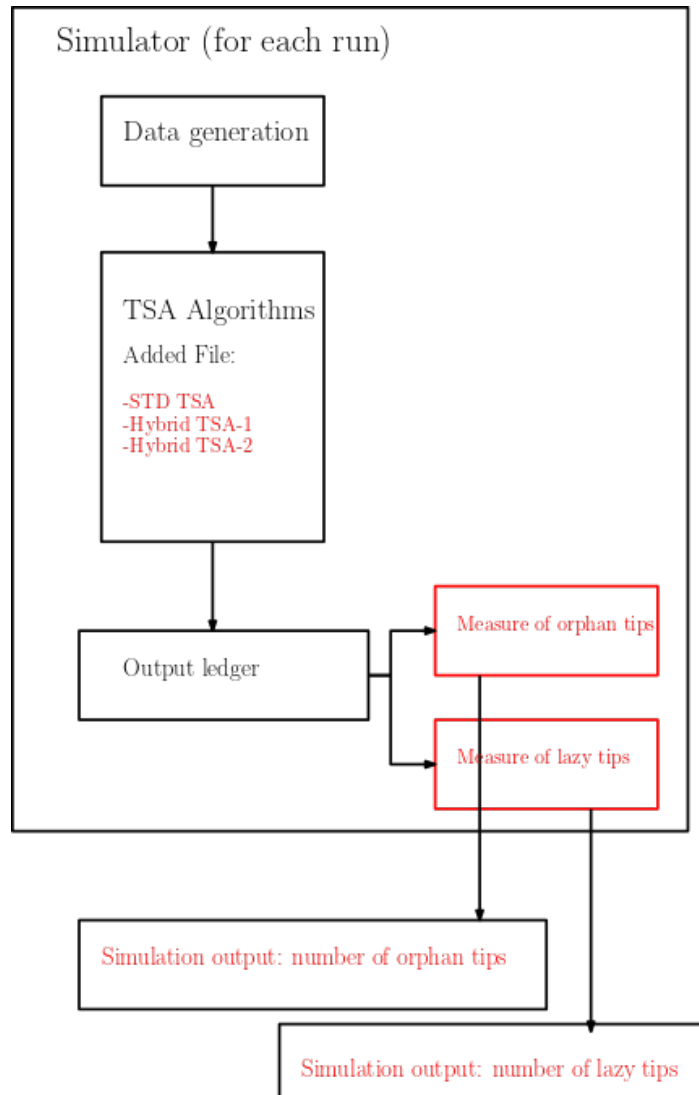 Simulator (for each run)
Data generation
TSA Algorithms
Added File:
-STD TSA
-Hybrid TSA-1
-Hybrid TSA-2
Output ledger
Measure of orphan tips
Measure of lazy tips
Simulation output: number of orphan tips
Simulation output: number of lazy tips